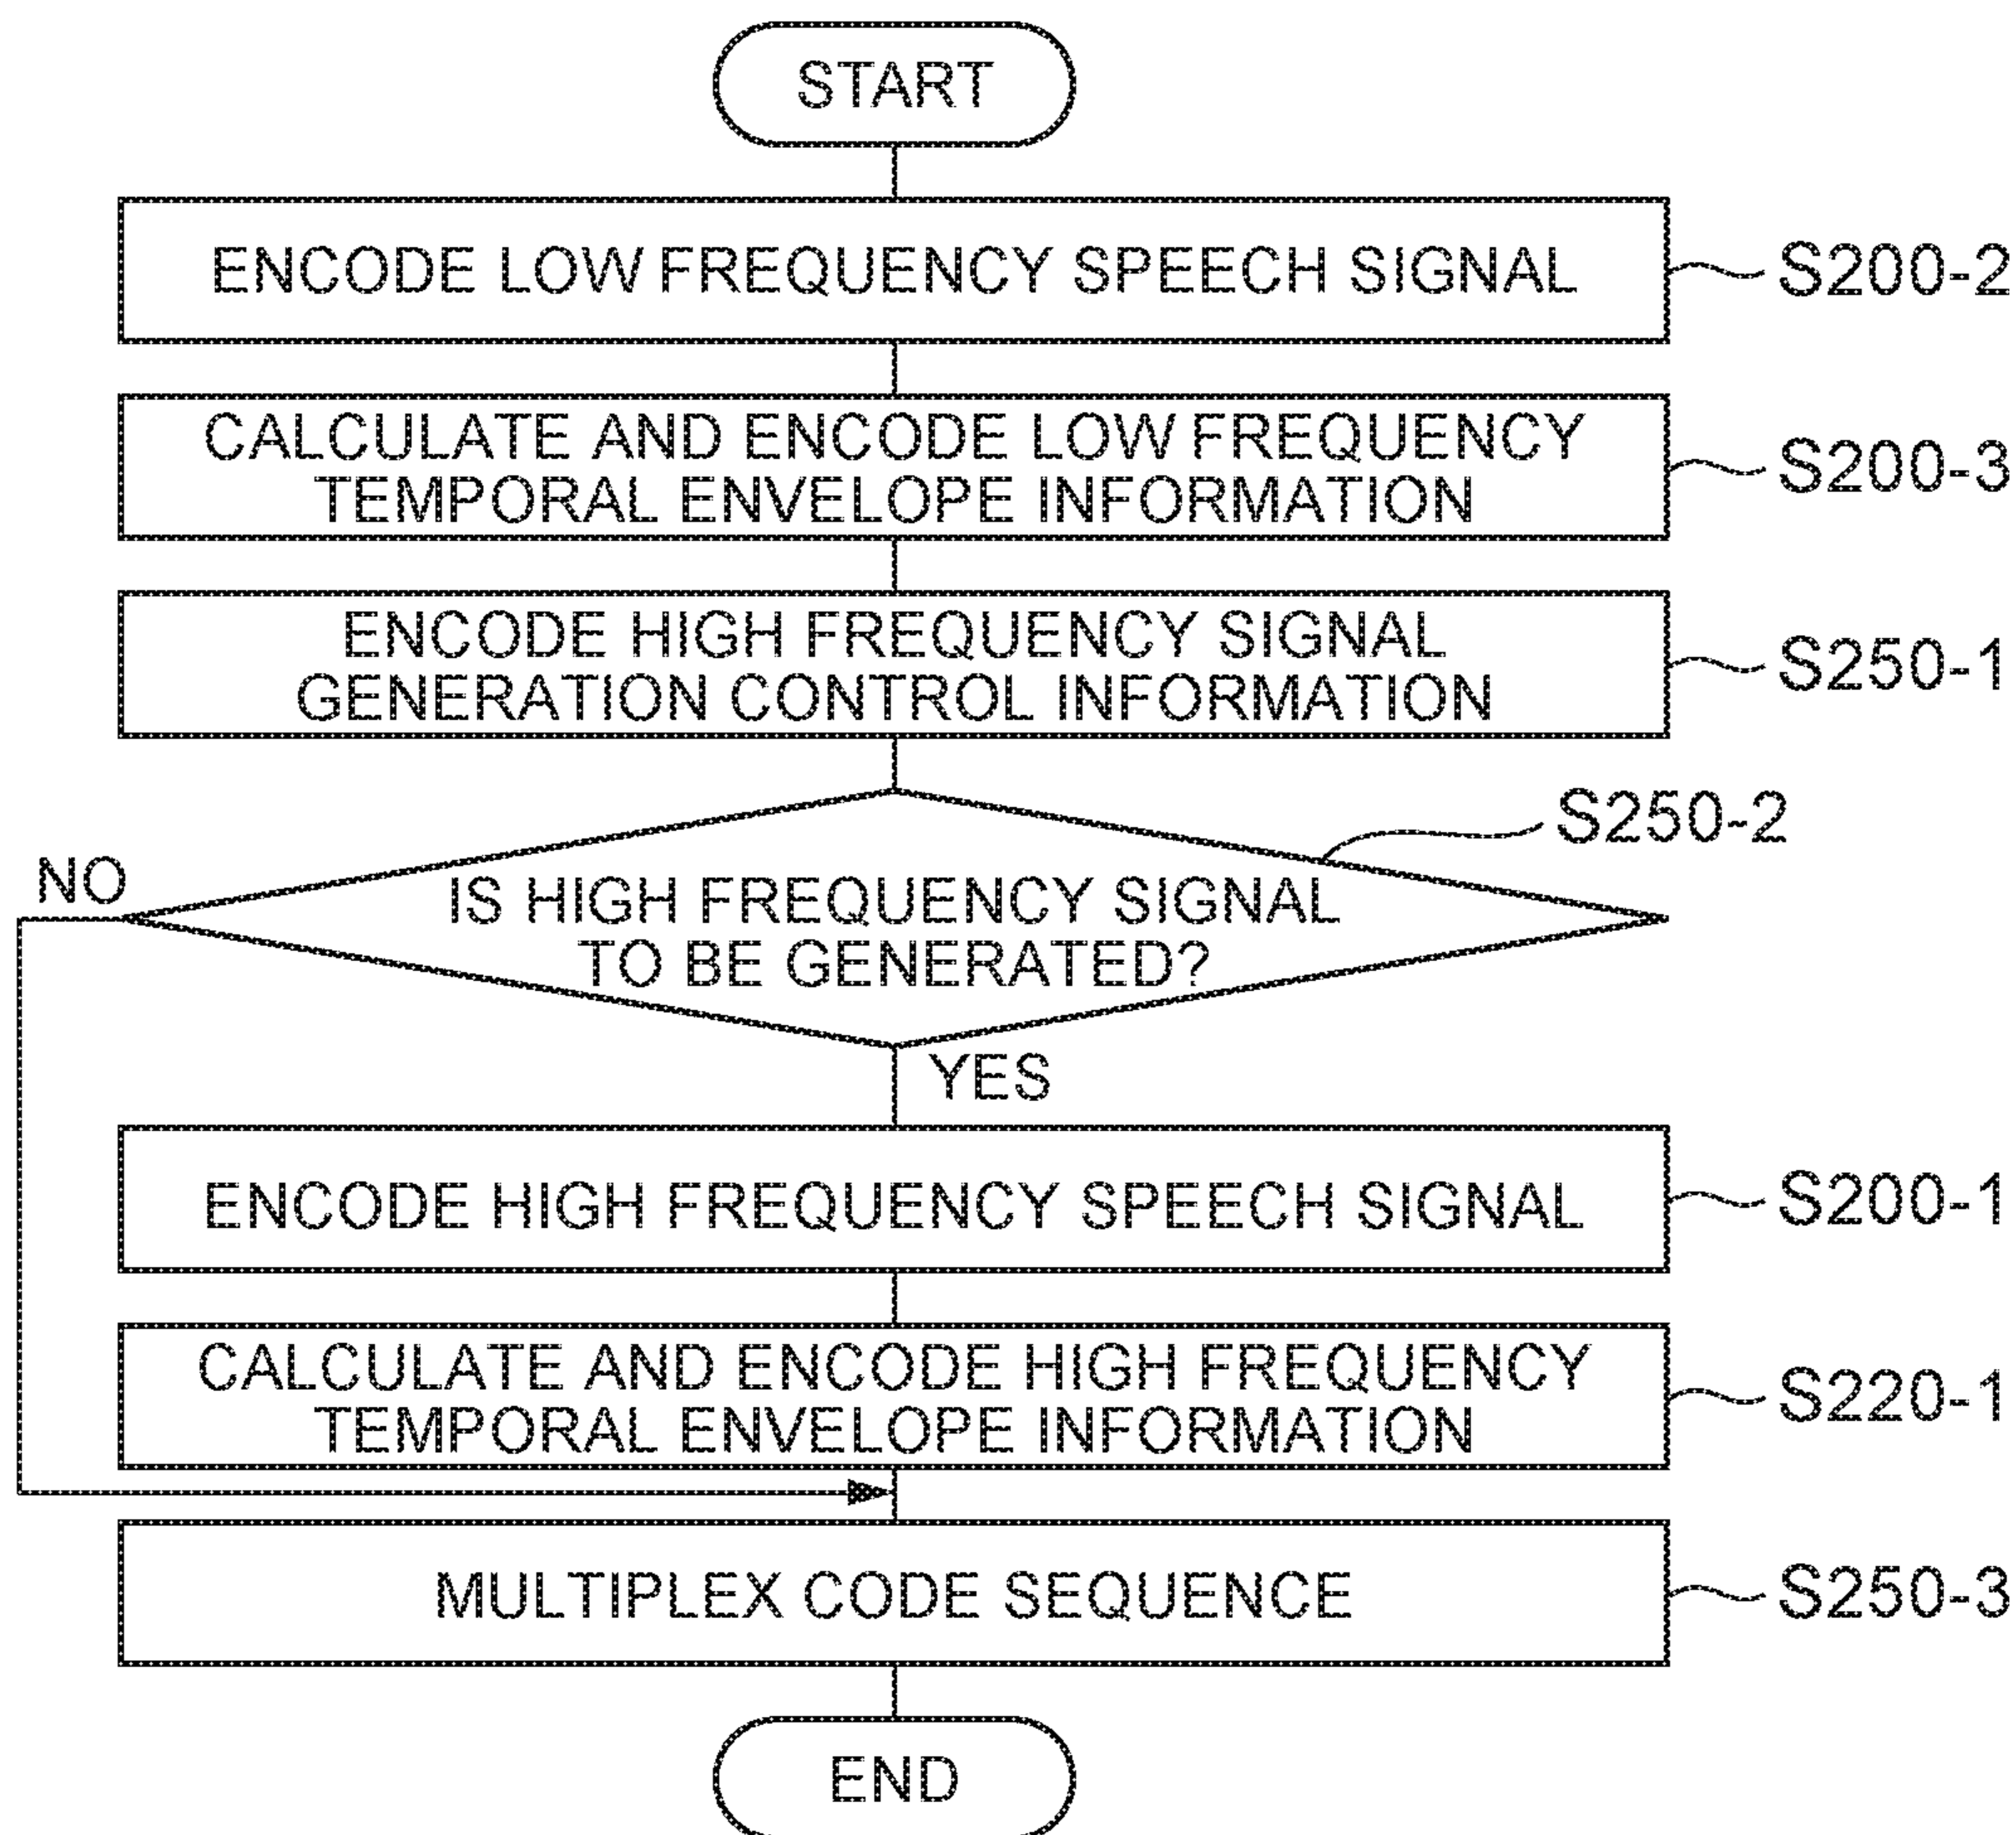 START
ENCODE LOW FREQUENCY SPEECH SIGNAL
S200-2
CALCULATE AND ENCODE LOW FREQUENCY
TEMPORAL ENVELOPE INFORMATION
S200-3
ENCODE HIGH FREQUENCY SIGNAL
GENERATION CONTROL INFORMATION
S250-1
S250-2
NO
IS HIGH FREQUENCY SIGNAL
TO BE GENERATED?
YES
ENCODE HIGH FREQUENCY SPEECH SIGNAL
S200-1
CALCULATE AND ENCODE HIGH FREQUENCY
TEMPORAL ENVELOPE INFORMATION
S220-1
MULTIPLEX CODE SEQUENCE
S250-3
END